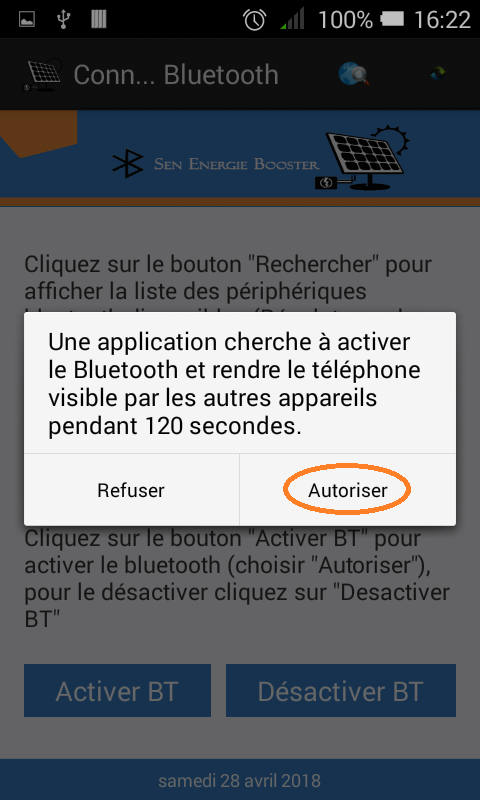 100% 16:22
Conn... Bluetooth
Sen Energie Booster
Cliquez sur le bouton "Rechercher" pour
afficher la liste des périphériques
Une application cherche à activer
le Bluetooth et rendre le téléphone
visible par les autres appareils
pendant 120 secondes.
Refuser Autoriser
Cliquez sur le bouton "Activer BT" pour
activer le bluetooth (choisir "Autoriser"),
pour le désactiver cliquez sur "Desactiver
BT"
Activer BT Désactiver BT
samedi 28 avril 2018